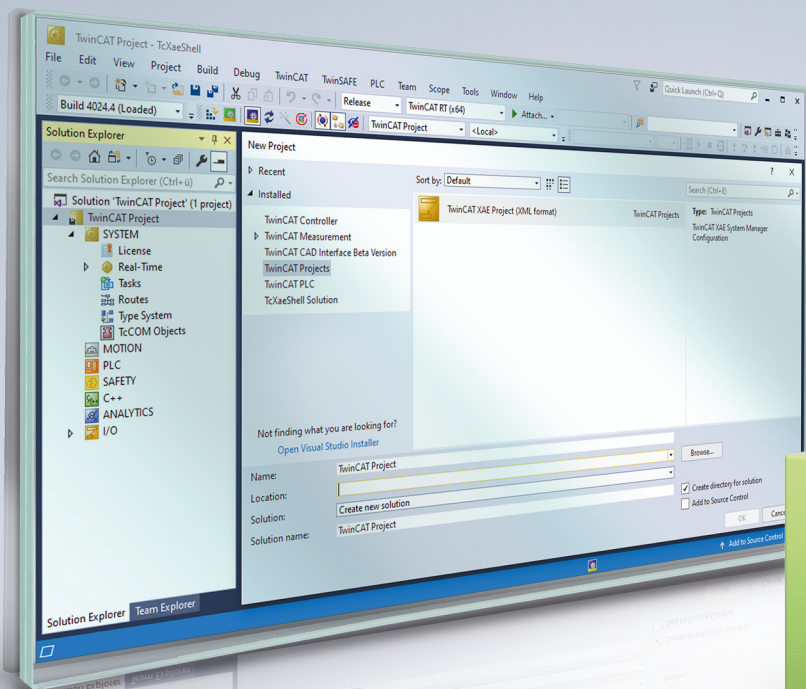 TwinCAT Project - TcXaeShell
File Edit View Project Build Debug TwinCAT TwinSAFE PLC Team Scope Tools Window Help
Quick Launch (Ctrl+Q)
Release TwinCAT RT (x64) Attach...
Build 4024.4 (Loaded) TwinCAT Project <Local>
Solution Explorer
Search Solution Explorer (Ctrl+ü)
Solution 'TwinCAT Project' (1 project)
TwinCAT Project
SYSTEM
License
Real-Time
Tasks
Routes
Type System
TcCOM Objects
MOTION
PLC
SAFETY
C++
ANALYTICS
I/O
Solution Explorer Team Explorer
New Project
? X
Recent
Installed
TwinCAT Controller
TwinCAT Measurement
TwinCAT CAD Interface Beta Version
TwinCAT Projects
TwinCAT PLC
TcXaeShell Solution
Not finding what you are looking for?
Open Visual Studio Installer
Sort by: Default
TwinCAT XAE Project (XML format) TwinCAT Projects
Search (Ctrl+E)
Type: TwinCAT Projects
TwinCAT XAE System Manager
Configuration
Name: TwinCAT Project
Location:
Browse...
Solution: Create new solution
Solution name: TwinCAT Project
Create directory for solution
Add to Source Control
OK Cance
Add to Source Control